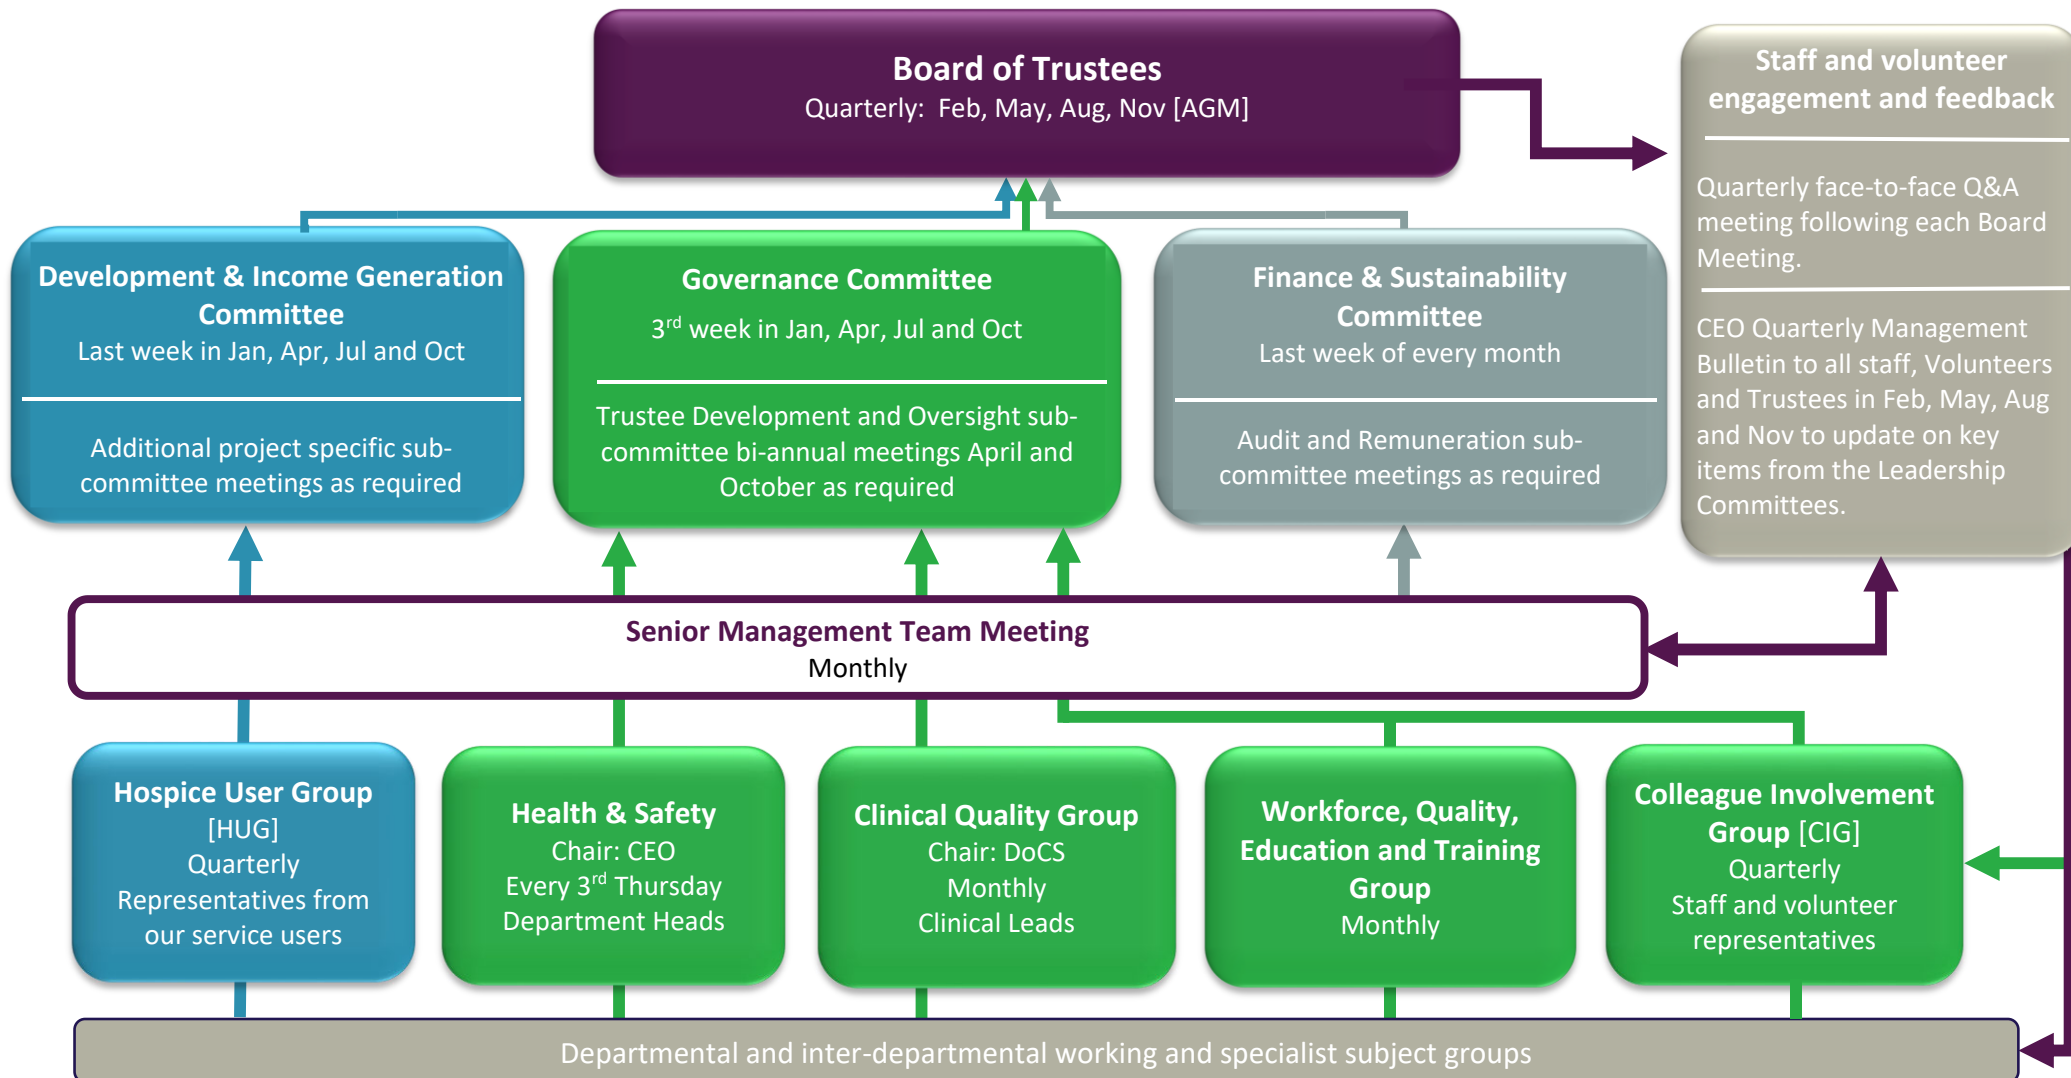 Board of Trustees
Quarterly:  Feb, May, Aug, Nov [AGM]
Staff and volunteer
engagement and feedback
Quarterly face-to-face Q&A
meeting following each Board
Meeting.
CEO Quarterly Management
Bulletin to all staff, Volunteers
and Trustees in Feb, May, Aug
and Nov to update on key
items from the Leadership
Committees.
Development & Income Generation
Committee
Last week in Jan, Apr, Jul and Oct
Additional project specific sub-
committee meetings as required
Governance Committee
3rd week in Jan, Apr, Jul and Oct
Trustee Development and Oversight sub-
committee bi-annual meetings April and
October as required
Finance & Sustainability
Committee
Last week of every month
Audit and Remuneration sub-
committee meetings as required
Senior Management Team Meeting
Monthly
Hospice User Group
[HUG]
Quarterly
Representatives from
our service users
Health & Safety
Chair: CEO
Every 3rd Thursday
Department Heads
Clinical Quality Group
Chair: DoCS
Monthly
Clinical Leads
Workforce, Quality,
Education and Training
Group
Monthly
Colleague Involvement
Group [CIG]
Quarterly
Staff and volunteer
representatives
Departmental and inter-departmental working and specialist subject groups